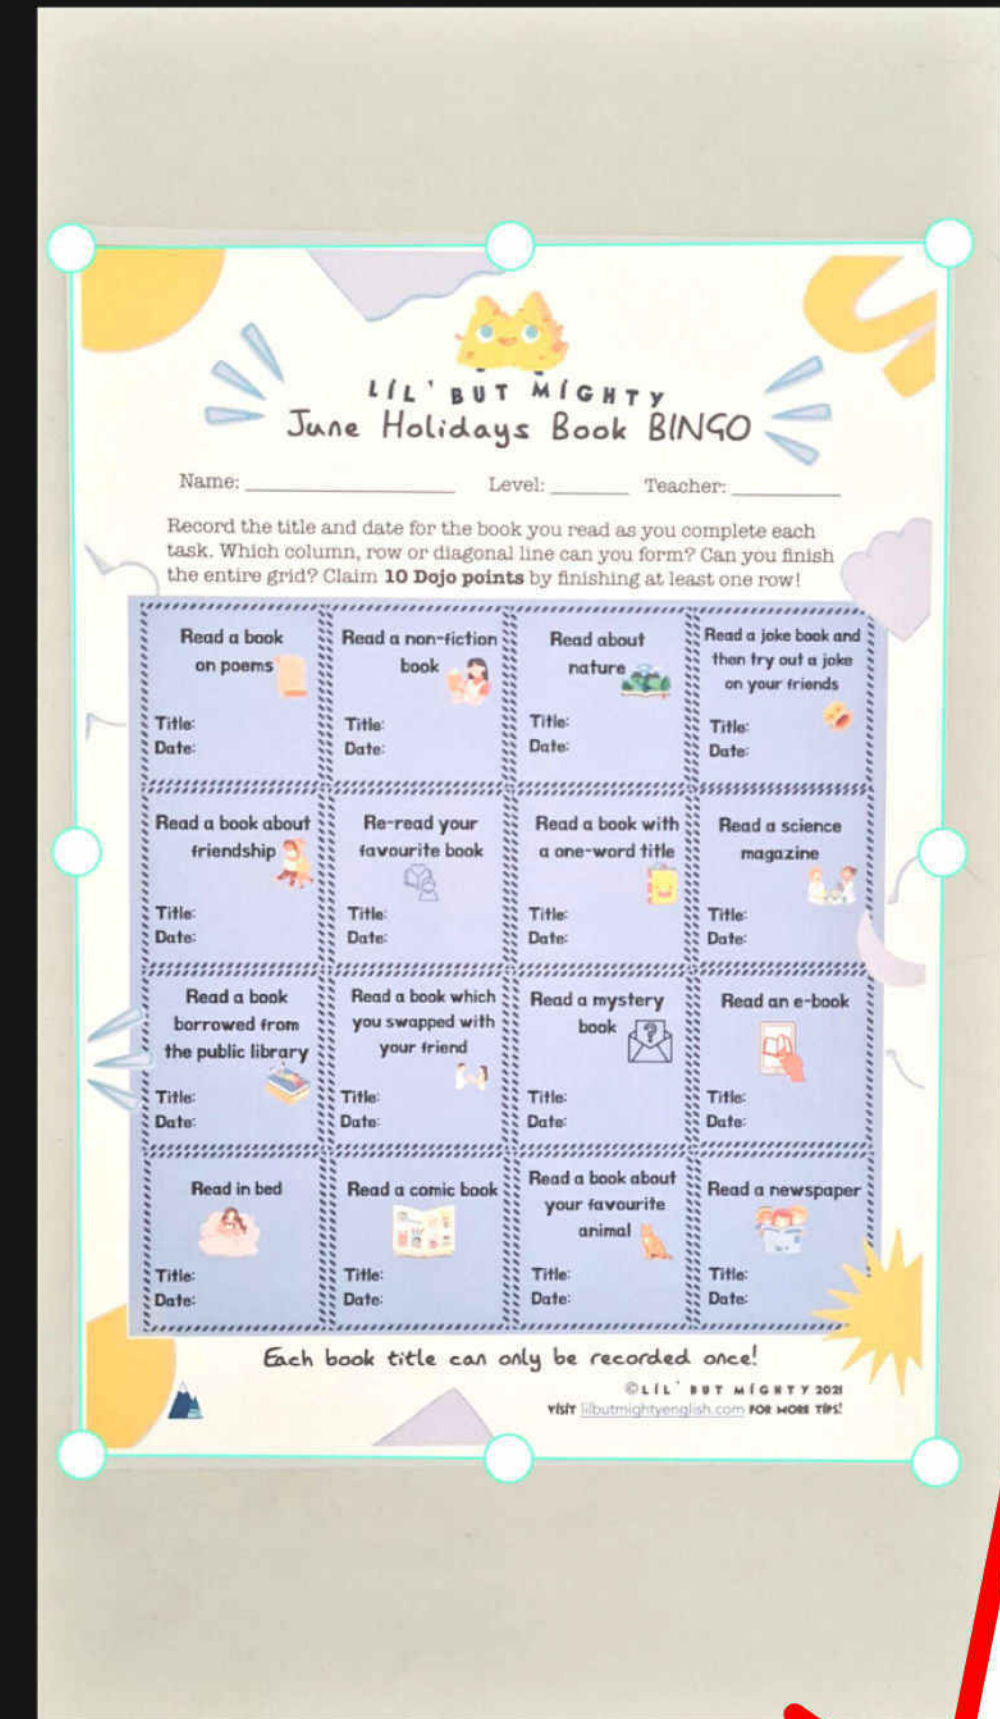 LIL' BUT MIGHTY
June Holidays Book BINGO
Name: Level: Teacher:
Record the title and date for the book you read as you complete each
task. Which column, row or diagonal line can you form? Can you finish
the entire grid? Claim 10 Dojo points by finishing at least one row!
Read a book
on poems
Title:
Date:
Read a non-fiction
book
Title:
Date:
Read about
nature
Title:
Date:
Read a joke book and
then try out a joke
on your friends
Title:
Date:
Read a book about
friendship
Title:
Date:
Re-read your
favourite book
Title:
Date:
Read a book with
a one-word title
Title:
Date:
Read a science
magazine
Title:
Date:
Read a book
borrowed from
the public library
Title:
Date:
Read a book which
you swapped with
your friend
Title:
Date:
Read a mystery
book
?
Title:
Date:
Read an e-book
Title:
Date:
Read in bed
Title:
Date:
Read a comic book
Title:
Date:
Read a book about
your favourite
animal
Title:
Date:
Read a newspaper
Title:
Date:
Each book title can only be recorded once!
©LIL' BUT MIGHTY 2021
VISIT lilbutmightyenglish.com FOR MORE TIPS!